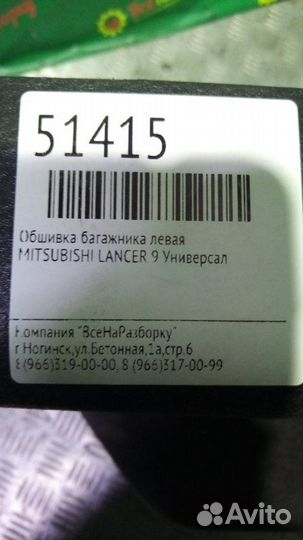 51415
Обшивка багажника левая
MITSUBISHI LANCER 9 Универсал
Компания "ВсеНаРазборку"
г.Ногинск,ул.Бетонная,1а,стр.6
8(966)319-00-00, 8 (966)317-00-99
Avito